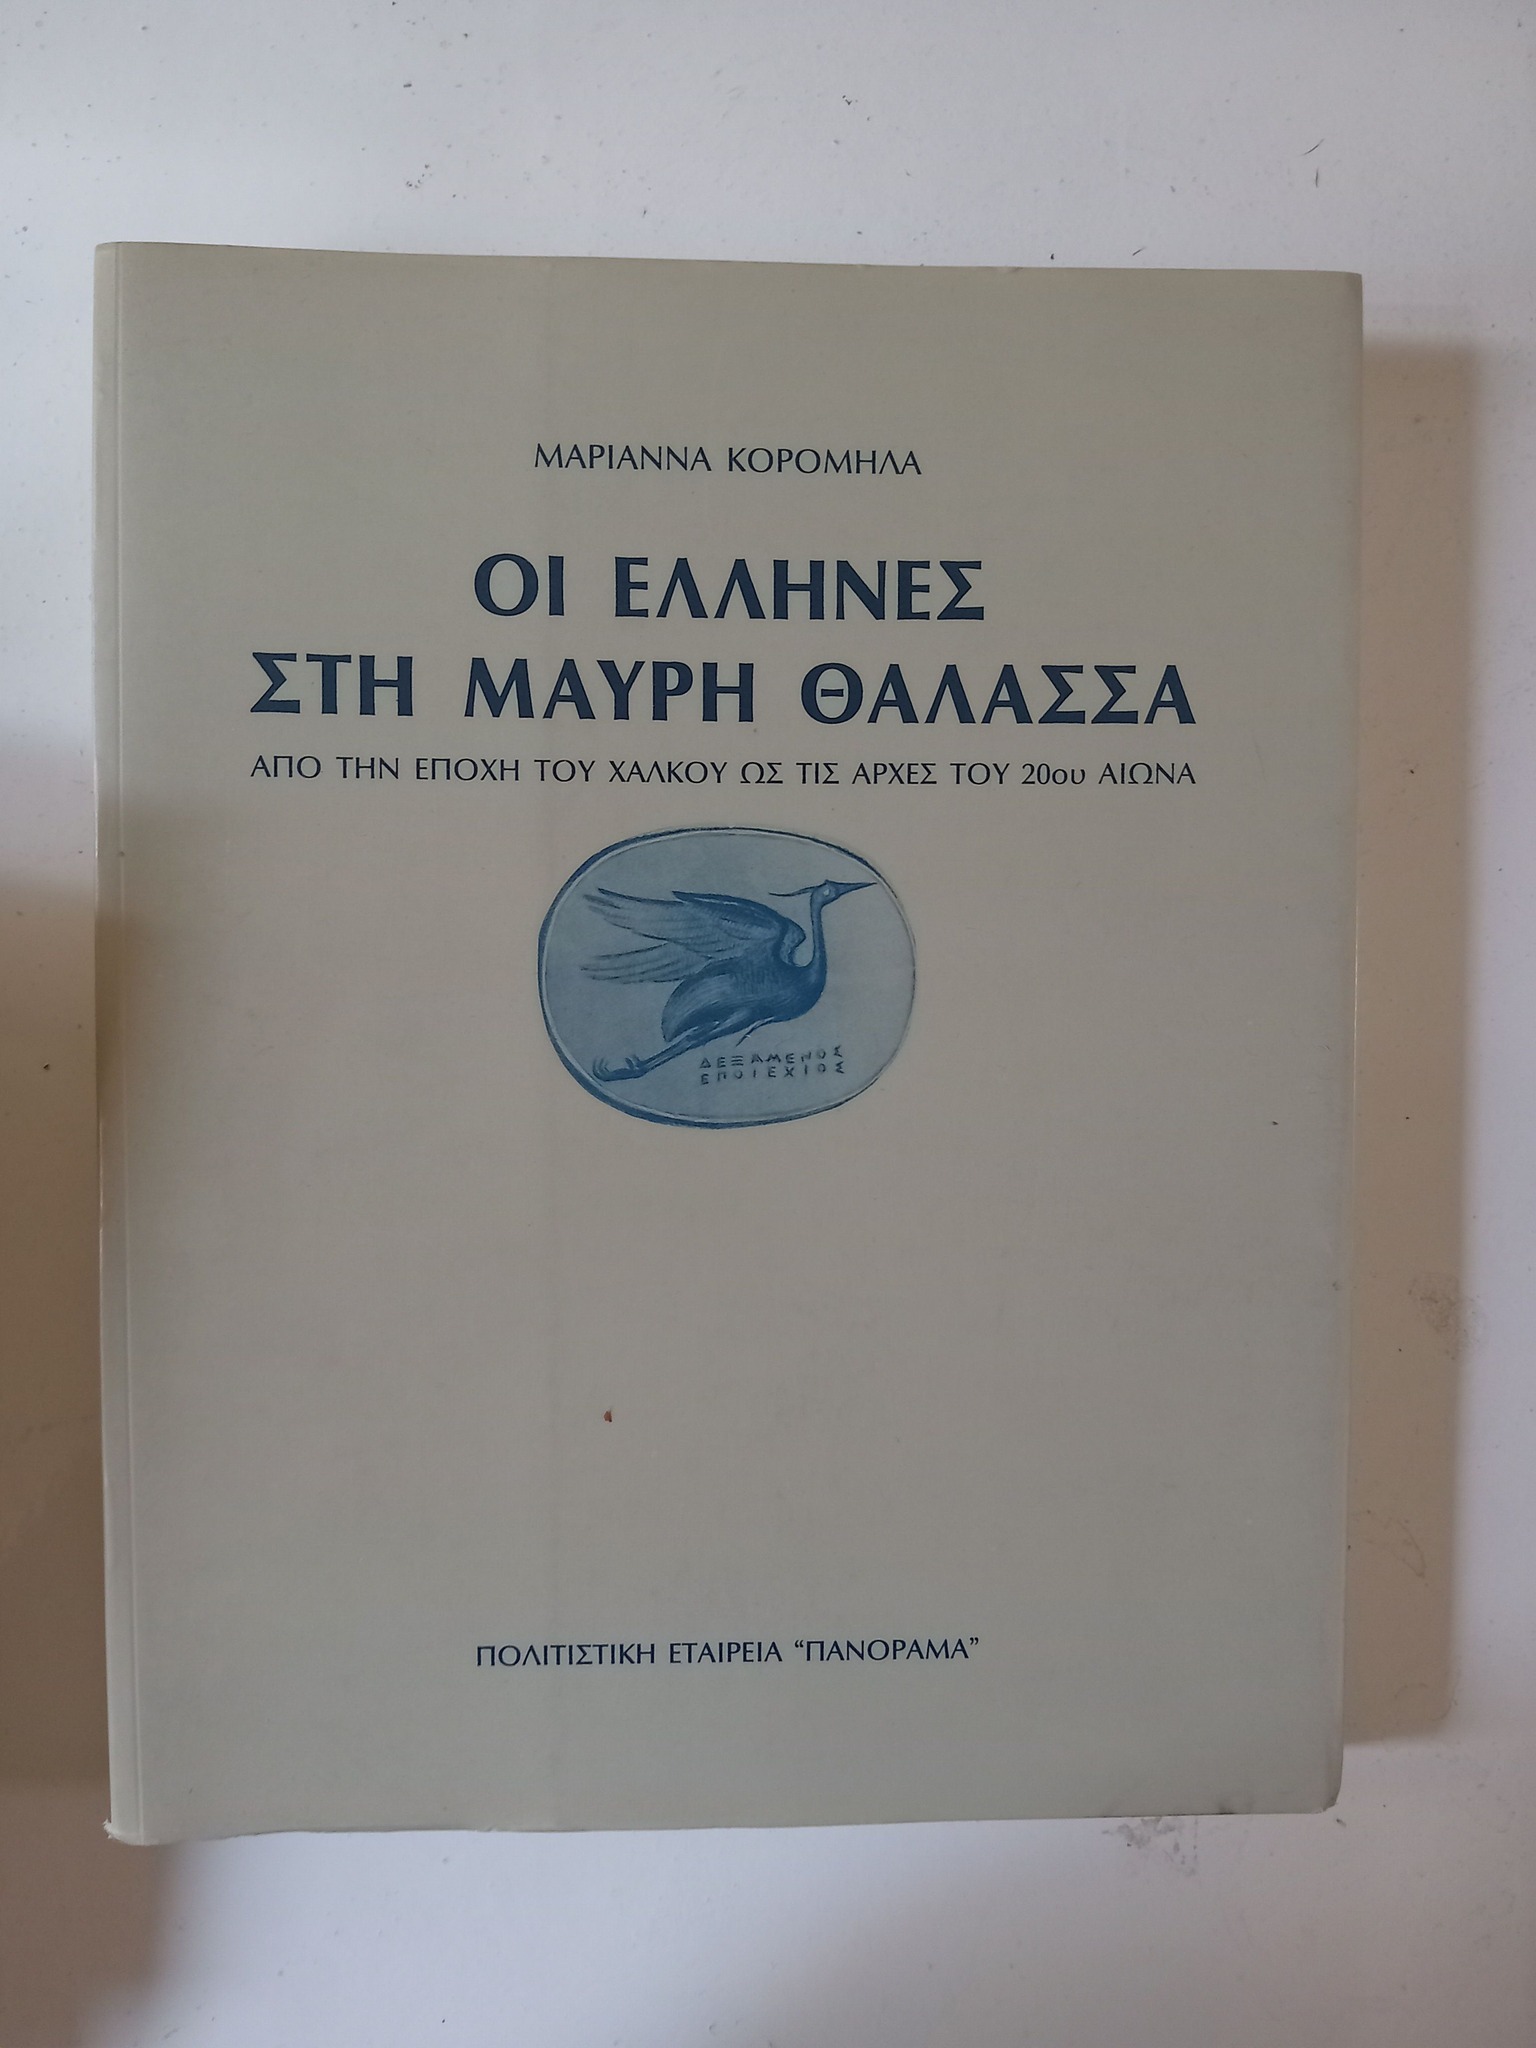 ΜΑΡΙΑΝΝΑ ΚΟΡΟΜΗΛΑ
ΟΙ ΕΛΛΗΝΕΣ
ΣΤΗ ΜΑΥΡΗ ΘΑΛΑΣΣΑ
ΑΠΟ ΤΗΝ ΕΠΟΧΗ ΤΟΥ ΧΑΛΚΟΥ ΩΣ ΤΙΣ ΑΡΧΕΣ ΤΟΥ 20ου ΑΙΩΝΑ
ΔΕΞΑΜΕΝΟΣ
ΕΠΟΙΕΧΙΟΣ
ΠΟΛΙΤΙΣΤΙΚΗ ΕΤΑΙΡΕΙΑ “ΠΑΝΟΡΑΜΑ”